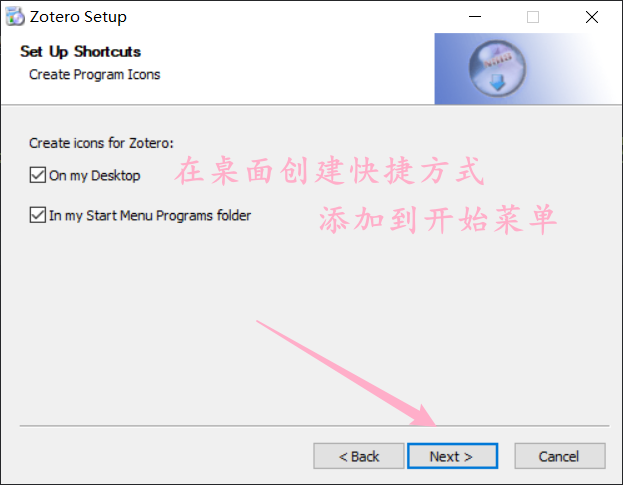 Zotero Setup
Set Up Shortcuts
Create Program Icons
Create icons for Zotero:
On my Desktop 在桌面创建快捷方式
In my Start Menu Programs folder 添加到开始菜单
< Back Next > Cancel